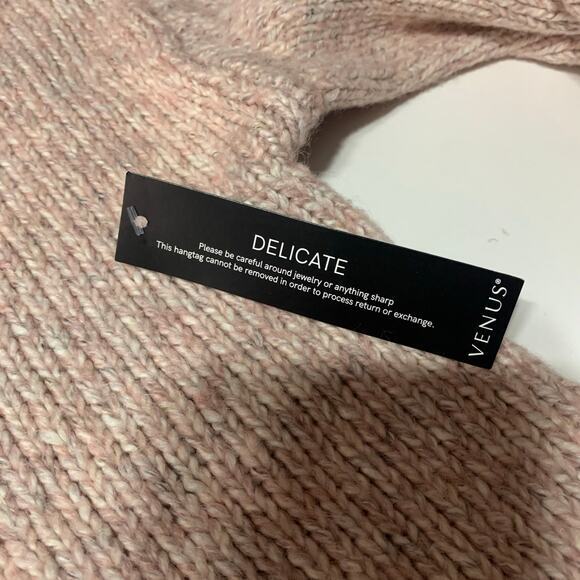 DELICATE
Please be careful around jewelry or anything sharp
This hangtag cannot be removed in order to process return or exchange.
VENUS®